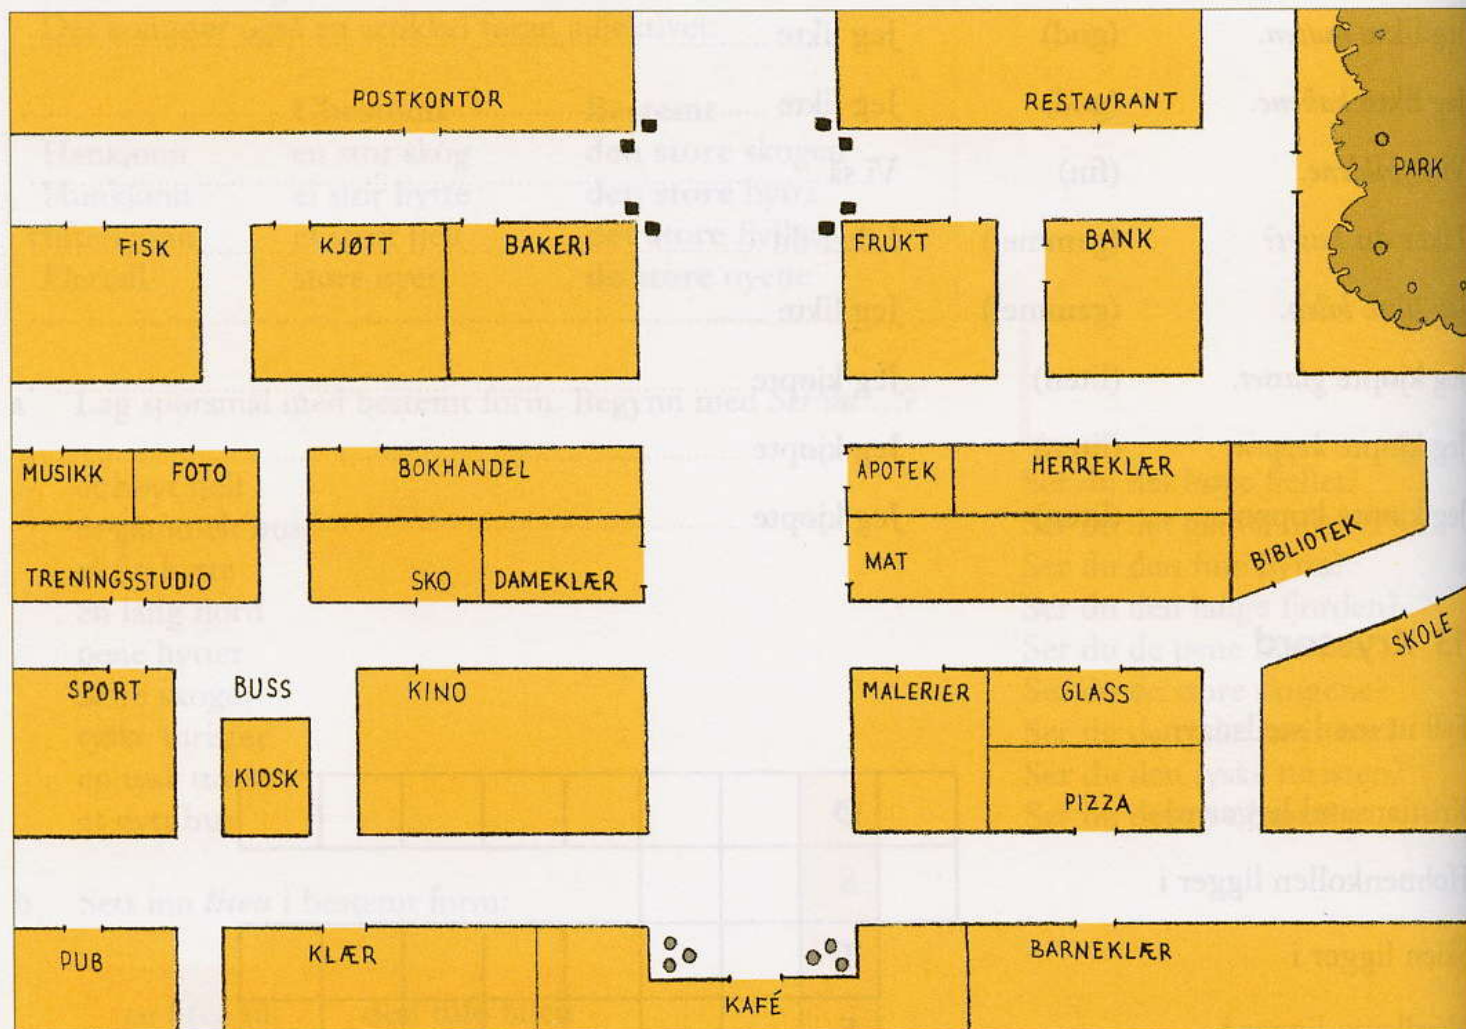 POSTKONTOR
RESTAURANT
PARK
FISK
KJØTT
BAKERI
FRUKT
BANK
MUSIKK
FOTO
BOKHANDEL
APOTEK
HERREKLÆR
TRENINGSSTUDIO
SKO
DAMEKLÆR
MAT
BIBLIOTEK
SKOLE
SPORT
BUSS
KINO
MALERIER
GLASS
KIOSK
PIZZA
PUB
KLÆR
BARNEKLÆR
KAFÉ